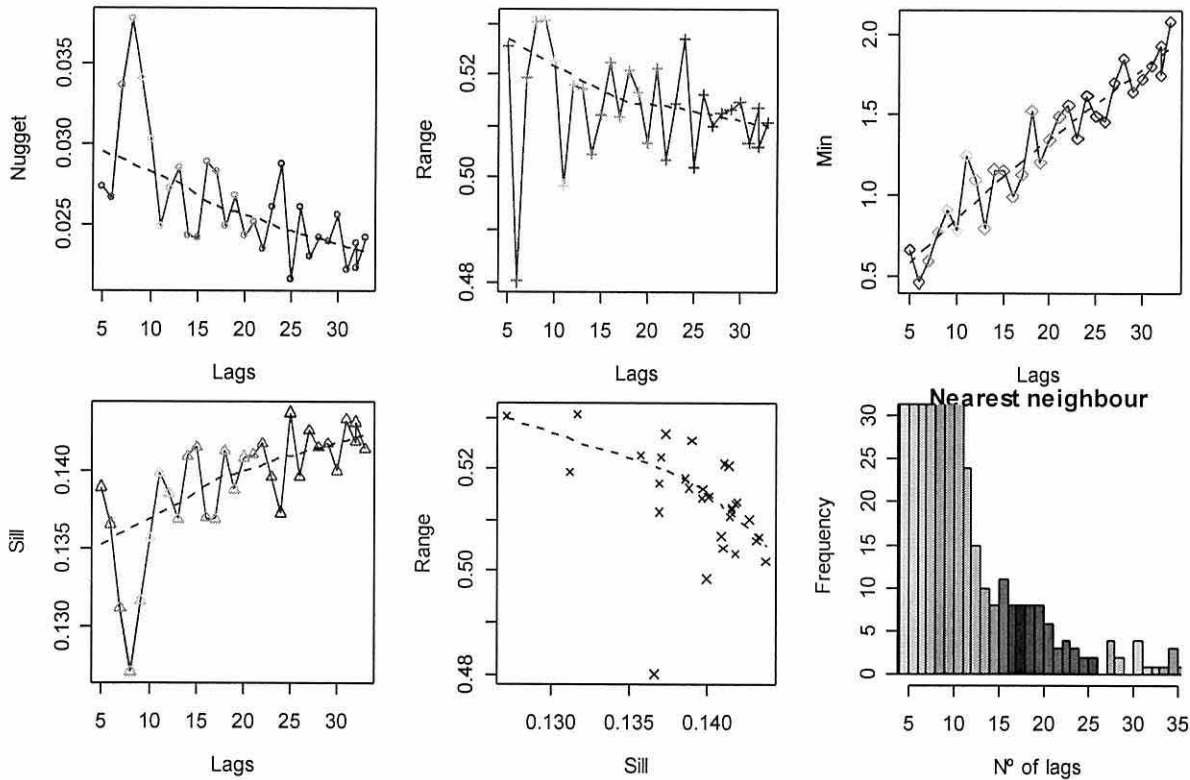 Nugget
0.035
0.030
0.025
5 10 15 20 25 30
Lags
Range
0.52
0.50
0.48
5 10 15 20 25 30
Lags
Min
2.0
1.5
1.0
0.5
5 10 15 20 25 30
Lags
Sill
0.140
0.135
0.130
5 10 15 20 25 30
Lags
Range
0.52
0.50
0.48
0.130 0.135 0.140
Sill
Nearest neighbour
Frequency
30
25
20
15
10
5
0
5 10 15 20 25 30 35
Nº of lags